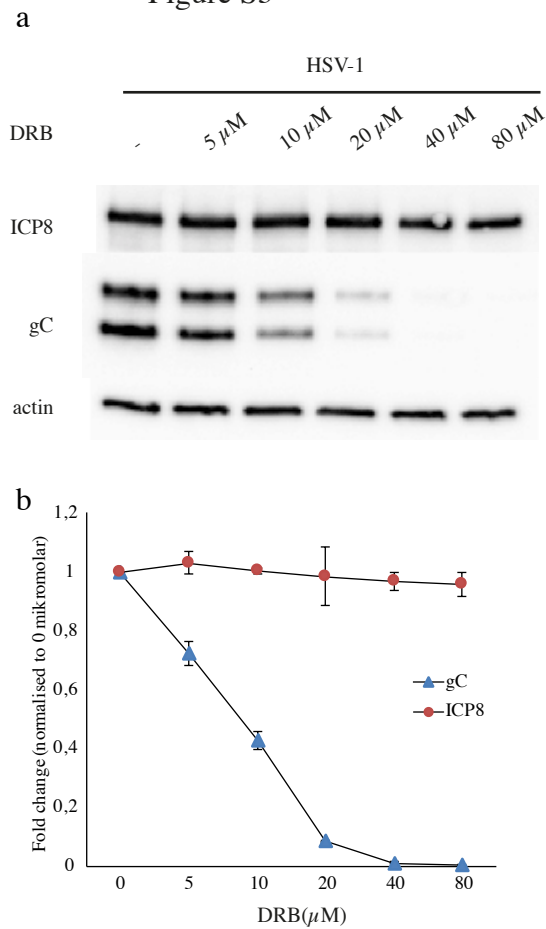 Figure S3
a
HSV-1
DRB
- 5 µM 10 µM 20 µM 40 µM 80 µM
ICP8
gC
actin
b
Fold change (normalised to 0 mikromolar)
1,2
1
0,8
0,6
0,4
0,2
0
gC
ICP8
0 5 10 20 40 80
DRB(µM)